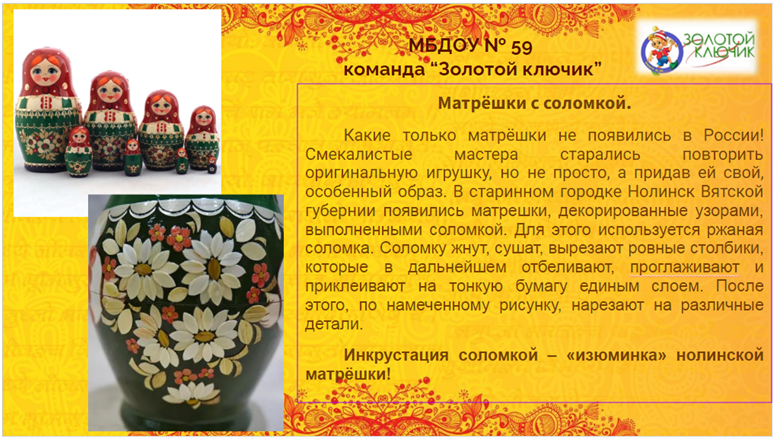 МБДОУ № 59
команда “Золотой ключик”
ЗОЛОТОЙ
КЛЮЧИК
Матрёшки с соломкой.
Какие только матрёшки не появились в России!
Смекалистые мастера старались повторить
оригинальную игрушку, но не просто, а придав ей свой,
особенный образ. В старинном городке Нолинск Вятской
губернии появились матрешки, декорированные узорами,
выполненными соломкой. Для этого используется ржаная
соломка. Соломку жнут, сушат, вырезают ровные столбики,
которые в дальнейшем отбеливают, проглаживают и
приклеивают на тонкую бумагу единым слоем. После
этого, по намеченному рисунку, нарезают на различные
детали.
Инкрустация соломкой – «изюминка» нолинской
матрёшки!